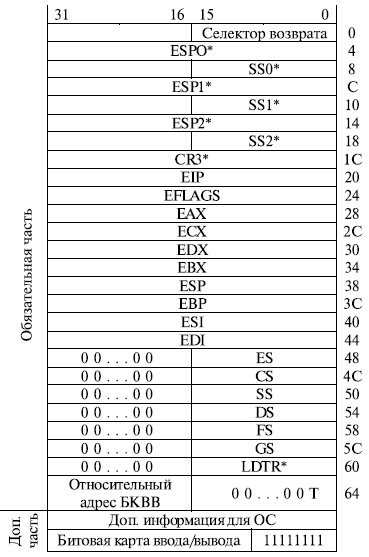 31 16 15 0
Селектор возврата 0
ESPO* 4
SS0* 8
ESP1* C
SS1* 10
ESP2* 14
SS2* 18
CR3* 1C
EIP 20
EFLAGS 24
EAX 28
ECX 2C
EDX 30
EBX 34
ESP 38
EBP 3C
ESI 40
EDI 44
0 0 . . . 0 0 ES 48
0 0 . . . 0 0 CS 4C
0 0 . . . 0 0 SS 50
0 0 . . . 0 0 DS 54
0 0 . . . 0 0 FS 58
0 0 . . . 0 0 GS 5C
0 0 . . . 0 0 LDTR* 60
Относительный
адрес БКВВ 0 0 . . . 0 0 T 64
Обязательная часть
Доп. информация для ОС
Битовая карта ввода/вывода 11111111
Доп.
часть